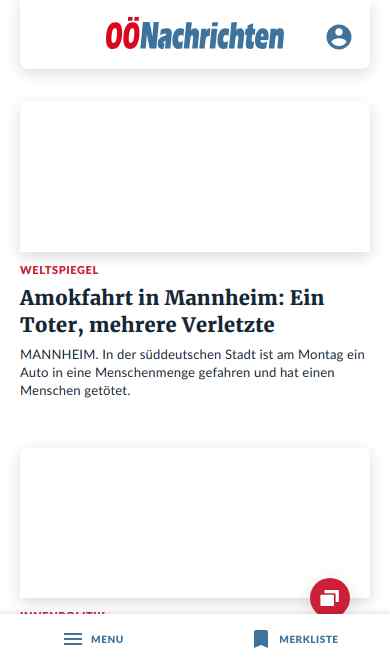 OÖNachrichten
WELTSPIEGEL
Amokfahrt in Mannheim: Ein
Toter, mehrere Verletzte
MANNHEIM. In der süddeutschen Stadt ist am Montag ein
Auto in eine Menschenmenge gefahren und hat einen
Menschen getötet.
MENU
MERKLISTE